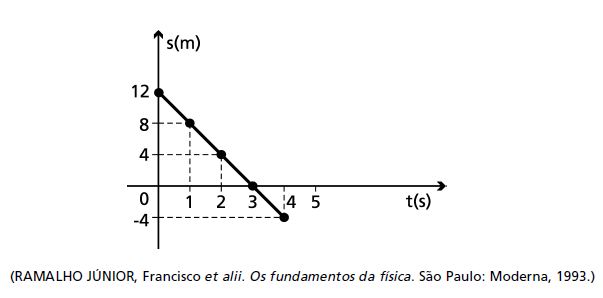 s(m)
12
8
4
0 1 2 3 4 5 t(s)
-4
(RAMALHO JÚNIOR, Francisco et alii. Os fundamentos da física. São Paulo: Moderna, 1993.)